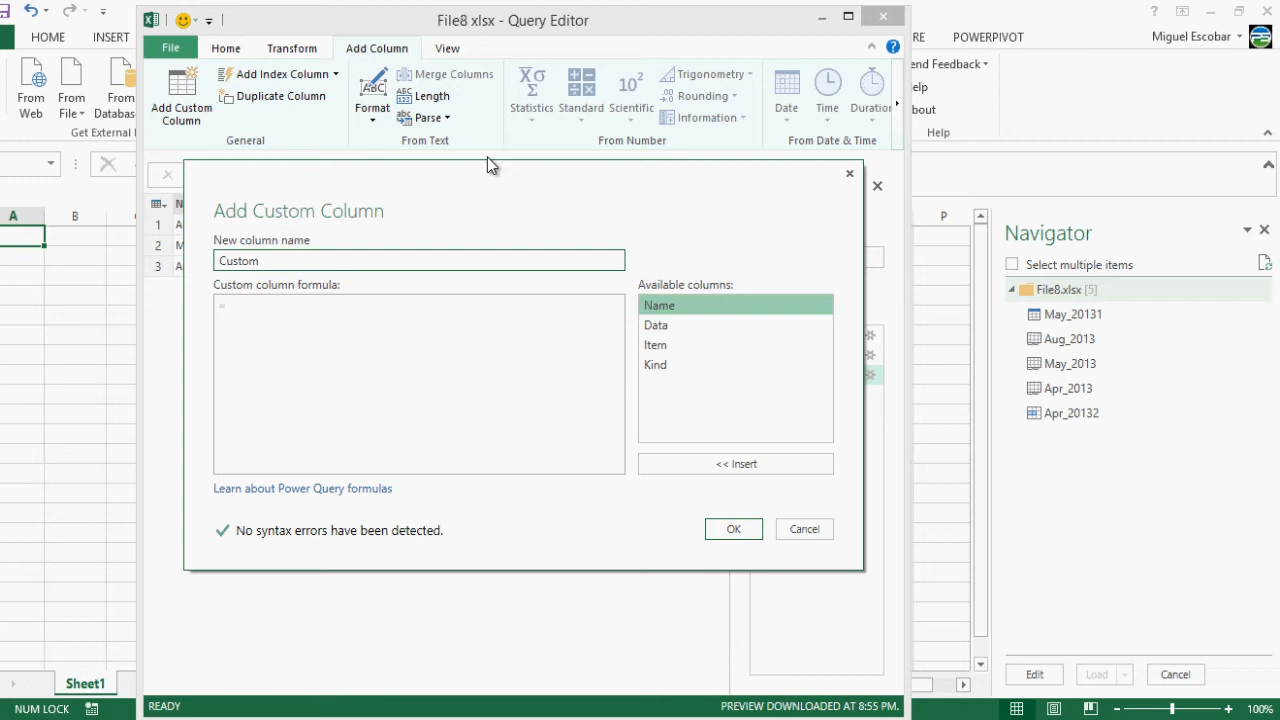 File8 xlsx - Query Editor
HOME
INSERT
POWERPIVOT
Miguel Escobar
File
Home
Transform
Add Column
View
From
Web
From
File
From
Database
Get External
Add Custom
Column
Add Index Column
Duplicate Column
General
Format
Merge Columns
Length
Parse
From Text
Statistics
Standard
10²
Scientific
Trigonometry
Rounding
Information
From Number
Date
Time
Duration
From Date & Time
end Feedback
elp
bout
Help
A
B
P
1 A
2 M
3 A
Add Custom Column
New column name
Custom
Custom column formula:
=
Available columns:
Name
Data
Item
Kind
<< Insert
Learn about Power Query formulas
No syntax errors have been detected.
OK
Cancel
Navigator
Select multiple items
File8.xlsx [5]
May_20131
Aug_2013
May_2013
Apr_2013
Apr_20132
Edit
Load
Cancel
Sheet1
READY
PREVIEW DOWNLOADED AT 8:55 PM.
NUM LOCK
100%